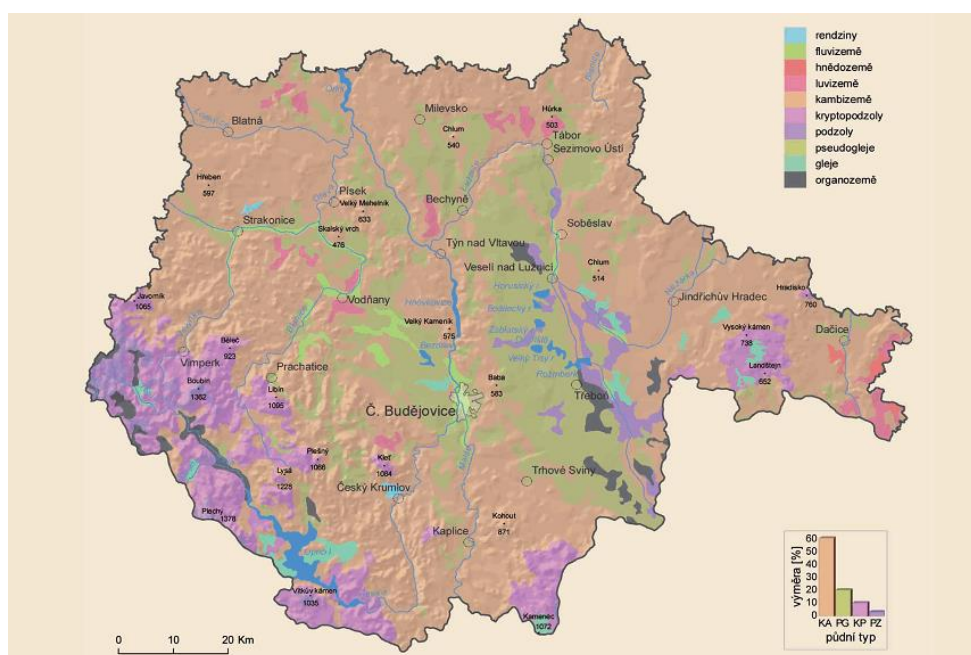 rendziny
fluvizemě
hnědozemě
luvizemě
kambizemě
kryptopodzoly
podzoly
pseudogleje
gleje
organozemě
Milevsko
Hůrka
503
Blatná
Chlum
540
Tábor
Sezimovo Ústí
Hřeben
597
Písek
Velký Mehelník
633
Bechyně
Strakonice
Skalský vrch
476
Soběslav
Týn nad Vltavou
Veselí nad Lužnicí
Chlum
514
Javorník
1065
Vodňany
Jindřichův Hradec
Hradisko
760
Velký Kameník
575
Vysoký kámen
738
Dačice
Běleč
923
Vimperk
Boubín
1362
Prachatice
Libín
1095
Baba
583
Landštejn
652
Č. Budějovice
Třeboň
Plešný
1066
Kleť
1084
Lysá
1228
Český Krumlov
Trhové Sviny
Plechý
1378
Kohout
871
Kaplice
Vítkův kámen
1035
Kamenec
1072
0 10 20 Km
výměra [%]
60
50
40
30
20
10
0
KA PG KP PZ
půdní typ